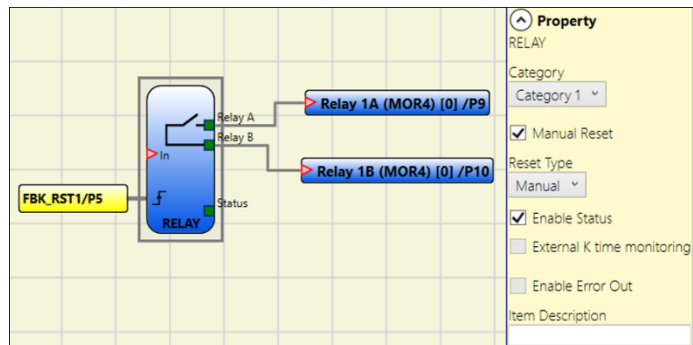 Relay A
Relay B
In
Status
RELAY
FBK_RST1/P5
Relay 1A (MOR4) [0] /P9
Relay 1B (MOR4) [0] /P10
Property
RELAY
Category
Category 1
Manual Reset
Reset Type
Manual
Enable Status
External K time monitoring
Enable Error Out
Item Description